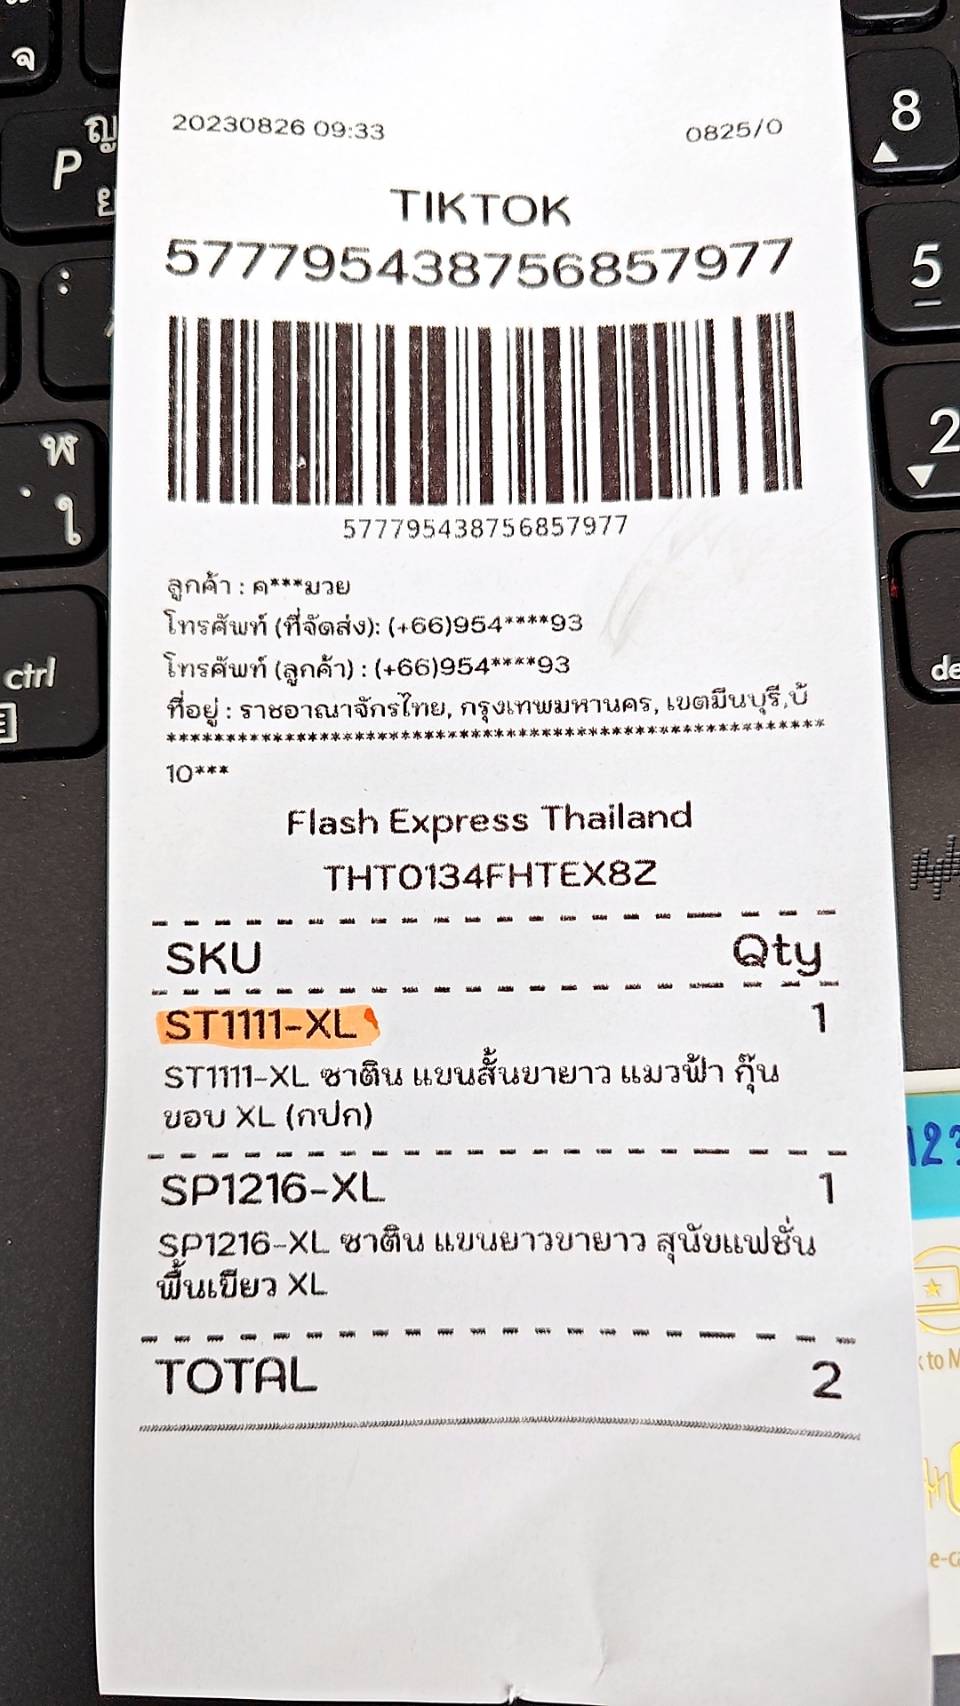 20230826 09:33 0825/0
TIKTOK
577795438756857977
577795438756857977
ลูกค้า : ค***มวย
โทรศัพท์ (ที่จัดส่ง): (+66)954****93
โทรศัพท์ (ลูกค้า) : (+66)954****93
ที่อยู่ : ราชอาณาจักรไทย, กรุงเทพมหานคร, เขตมีนบุรี,บ้
******************************************************
10***
Flash Express Thailand
THT0134FHTEX8Z
SKU Qty
ST1111-XL 1
ST1111-XL ซาติน แขนสั้นขายาว แมวฟ้า กุ๊น
ขอบ XL (กปก)
SP1216-XL 1
SP1216-XL ซาติน แขนยาวขายาว สุนัขแฟชั่น
พื้นเขียว XL
TOTAL 2
จ
ญ
P
ย
พ
ใ
ctrl
8
5
2
de
123
to M
e-ca